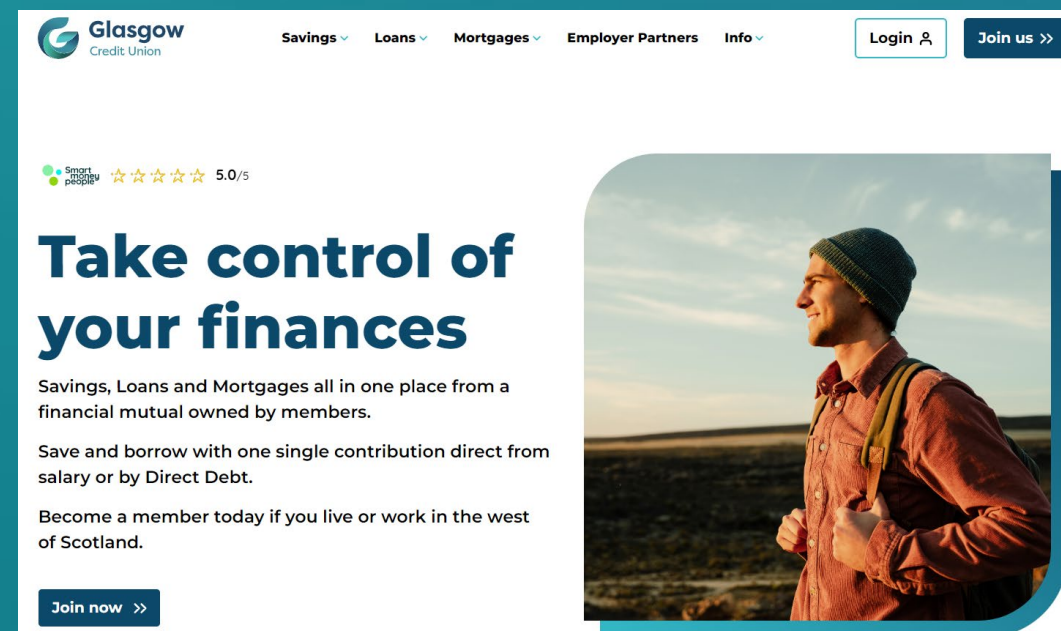 Glasgow
Credit Union
Savings
Loans
Mortgages
Employer Partners
Info
Login
Join us
Smart
money
people
5.0/5
Take control of
your finances
Savings, Loans and Mortgages all in one place from a
financial mutual owned by members.
Save and borrow with one single contribution direct from
salary or by Direct Debt.
Become a member today if you live or work in the west
of Scotland.
Join now